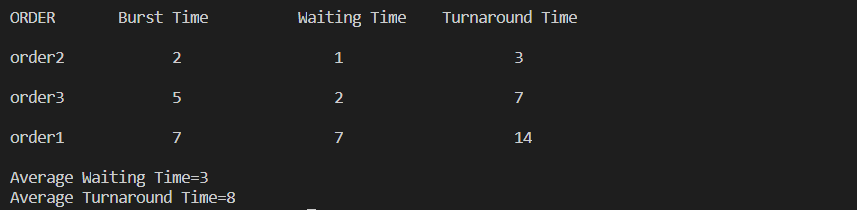 ORDER Burst Time Waiting Time Turnaround Time
order2 2 1 3
order3 5 2 7
order1 7 7 14
Average Waiting Time=3
Average Turnaround Time=8